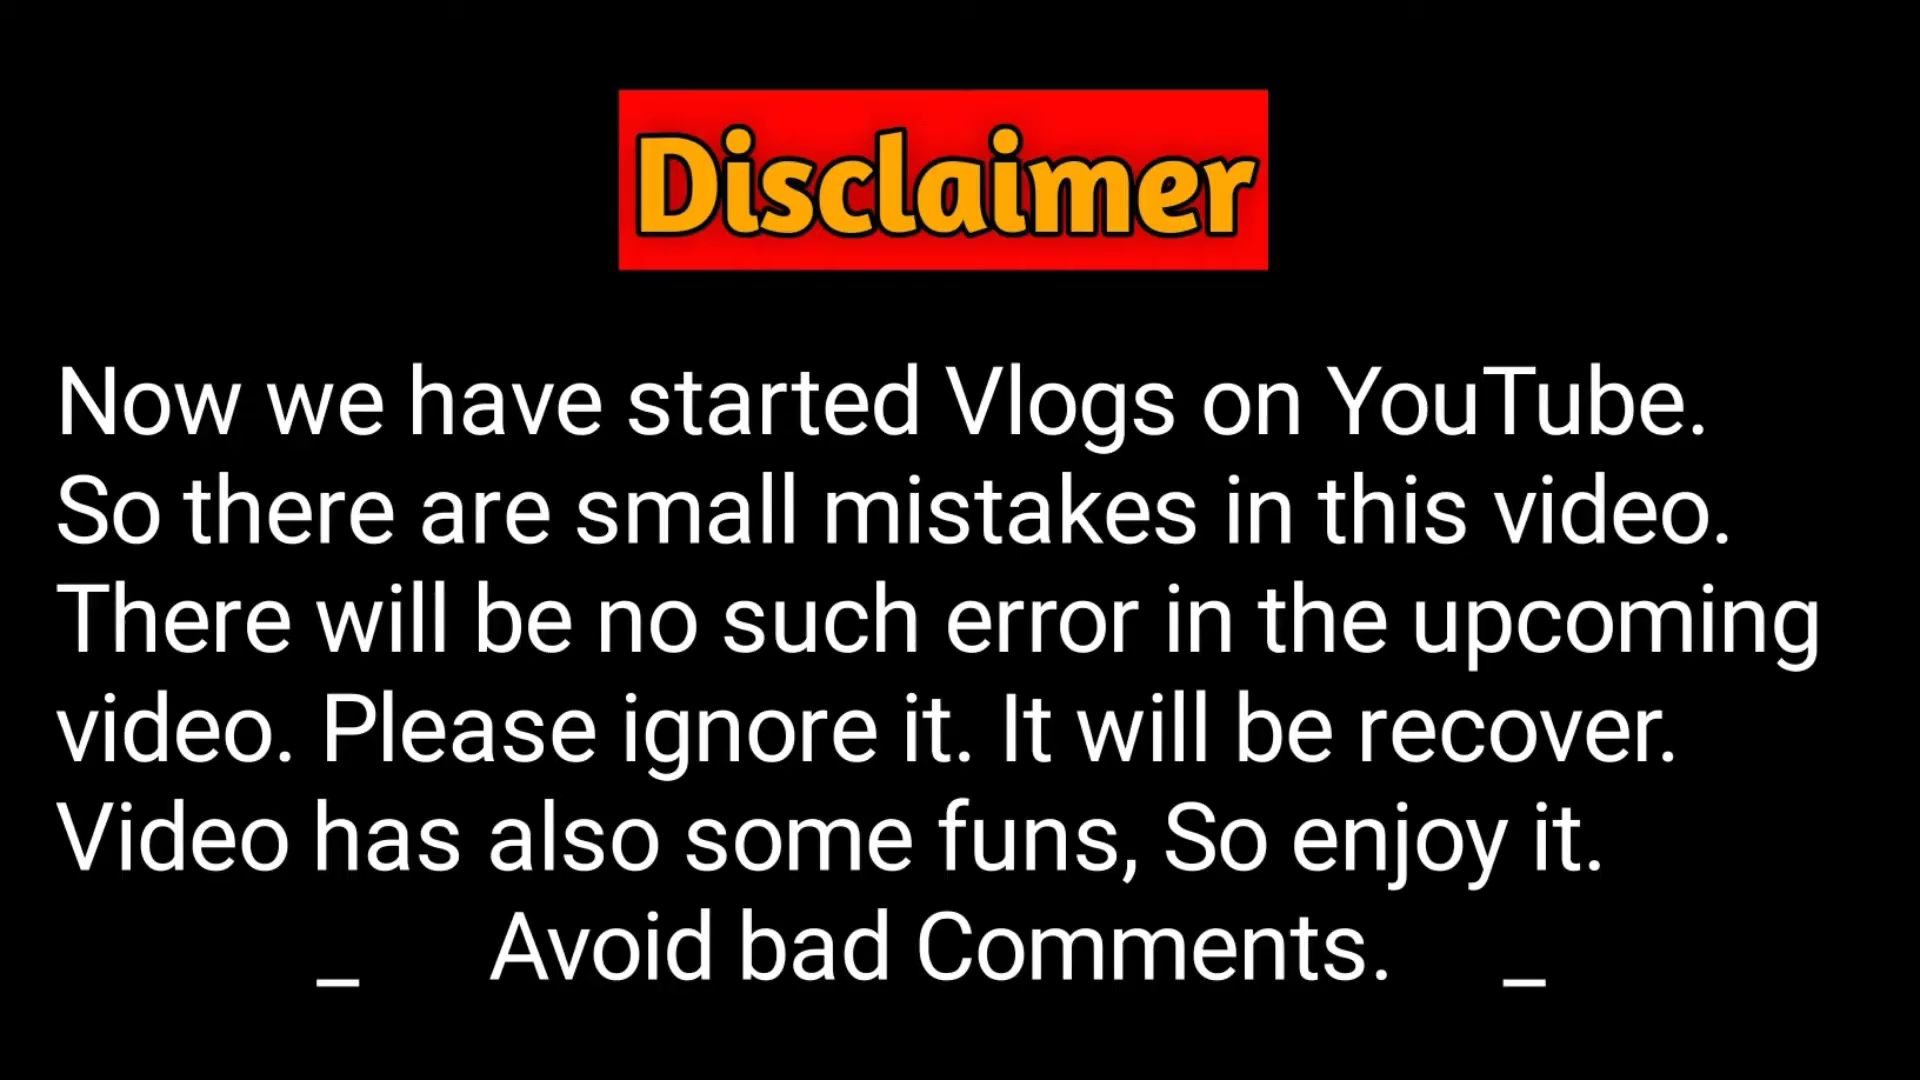 Disclaimer
Now we have started Vlogs on YouTube.
So there are small mistakes in this video.
There will be no such error in the upcoming
video. Please ignore it. It will be recover.
Video has also some funs, So enjoy it.
_ Avoid bad Comments. _